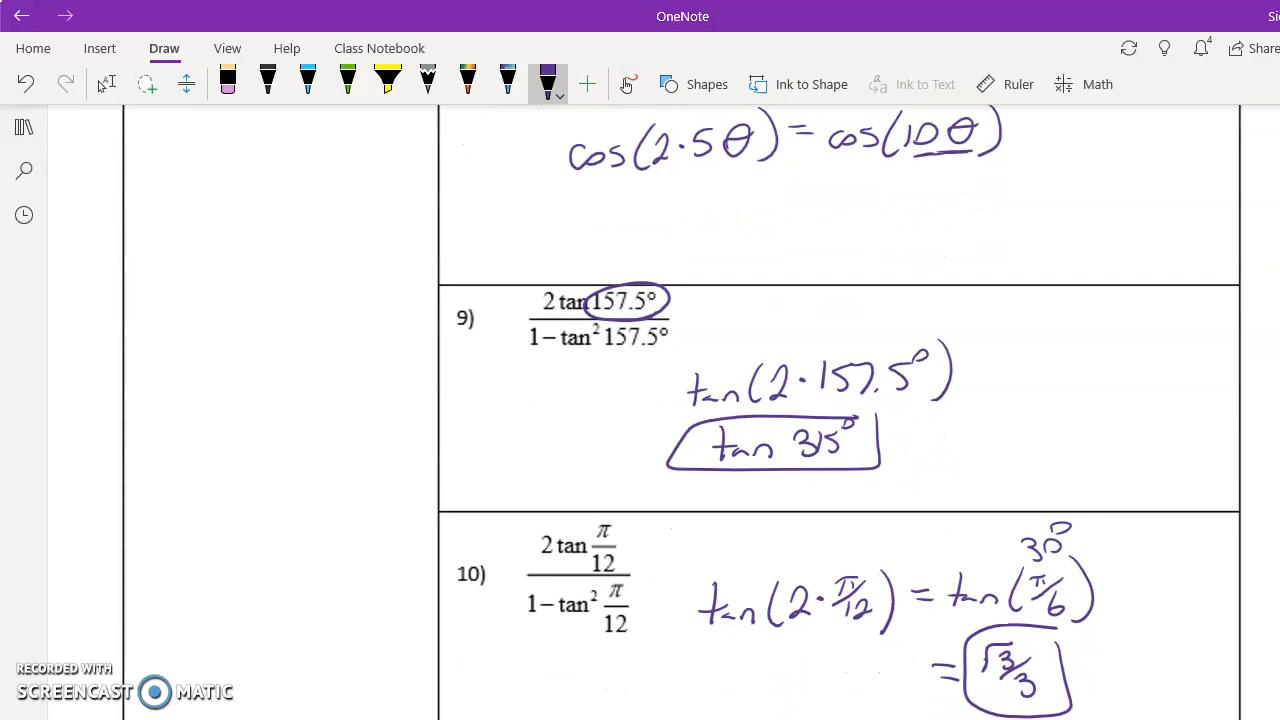 OneNote
Sic
Home Insert Draw View Help Class Notebook 4 Share
Shapes Ink to Shape Ink to Text Ruler Math
cos(2·5θ) = cos(10θ)
9) 2 tan 157.5° / 1 − tan² 157.5°
tan(2·157.5°)
tan 315°
10) 2 tan π/12 / 1 − tan² π/12
30°
tan(2·π/12) = tan(π/6)
= √3/3
RECORDED WITH
SCREENCAST MATIC